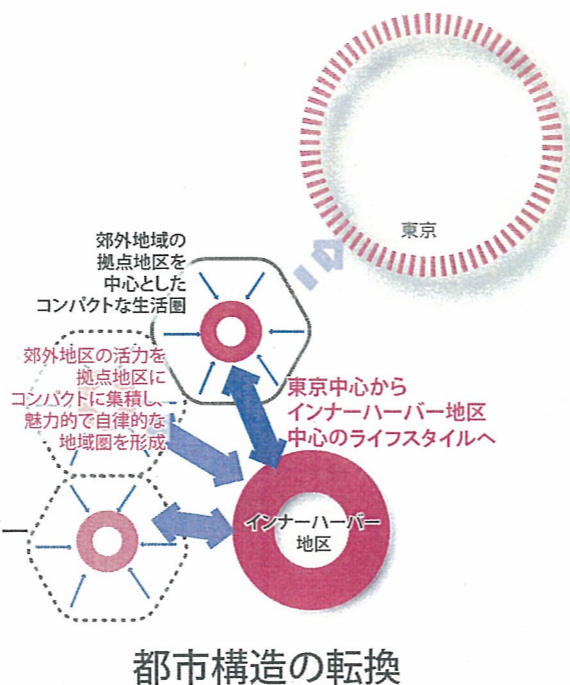 東京
郊外地域の
拠点地区を
中心とした
コンパクトな生活圏
郊外地区の活力を
拠点地区に
コンパクトに集積し、
魅力的で自律的な
地域圏を形成
東京中心から
インナーハーバー地区
中心のライフスタイルへ
インナーハーバー
地区
ー
都市構造の転換